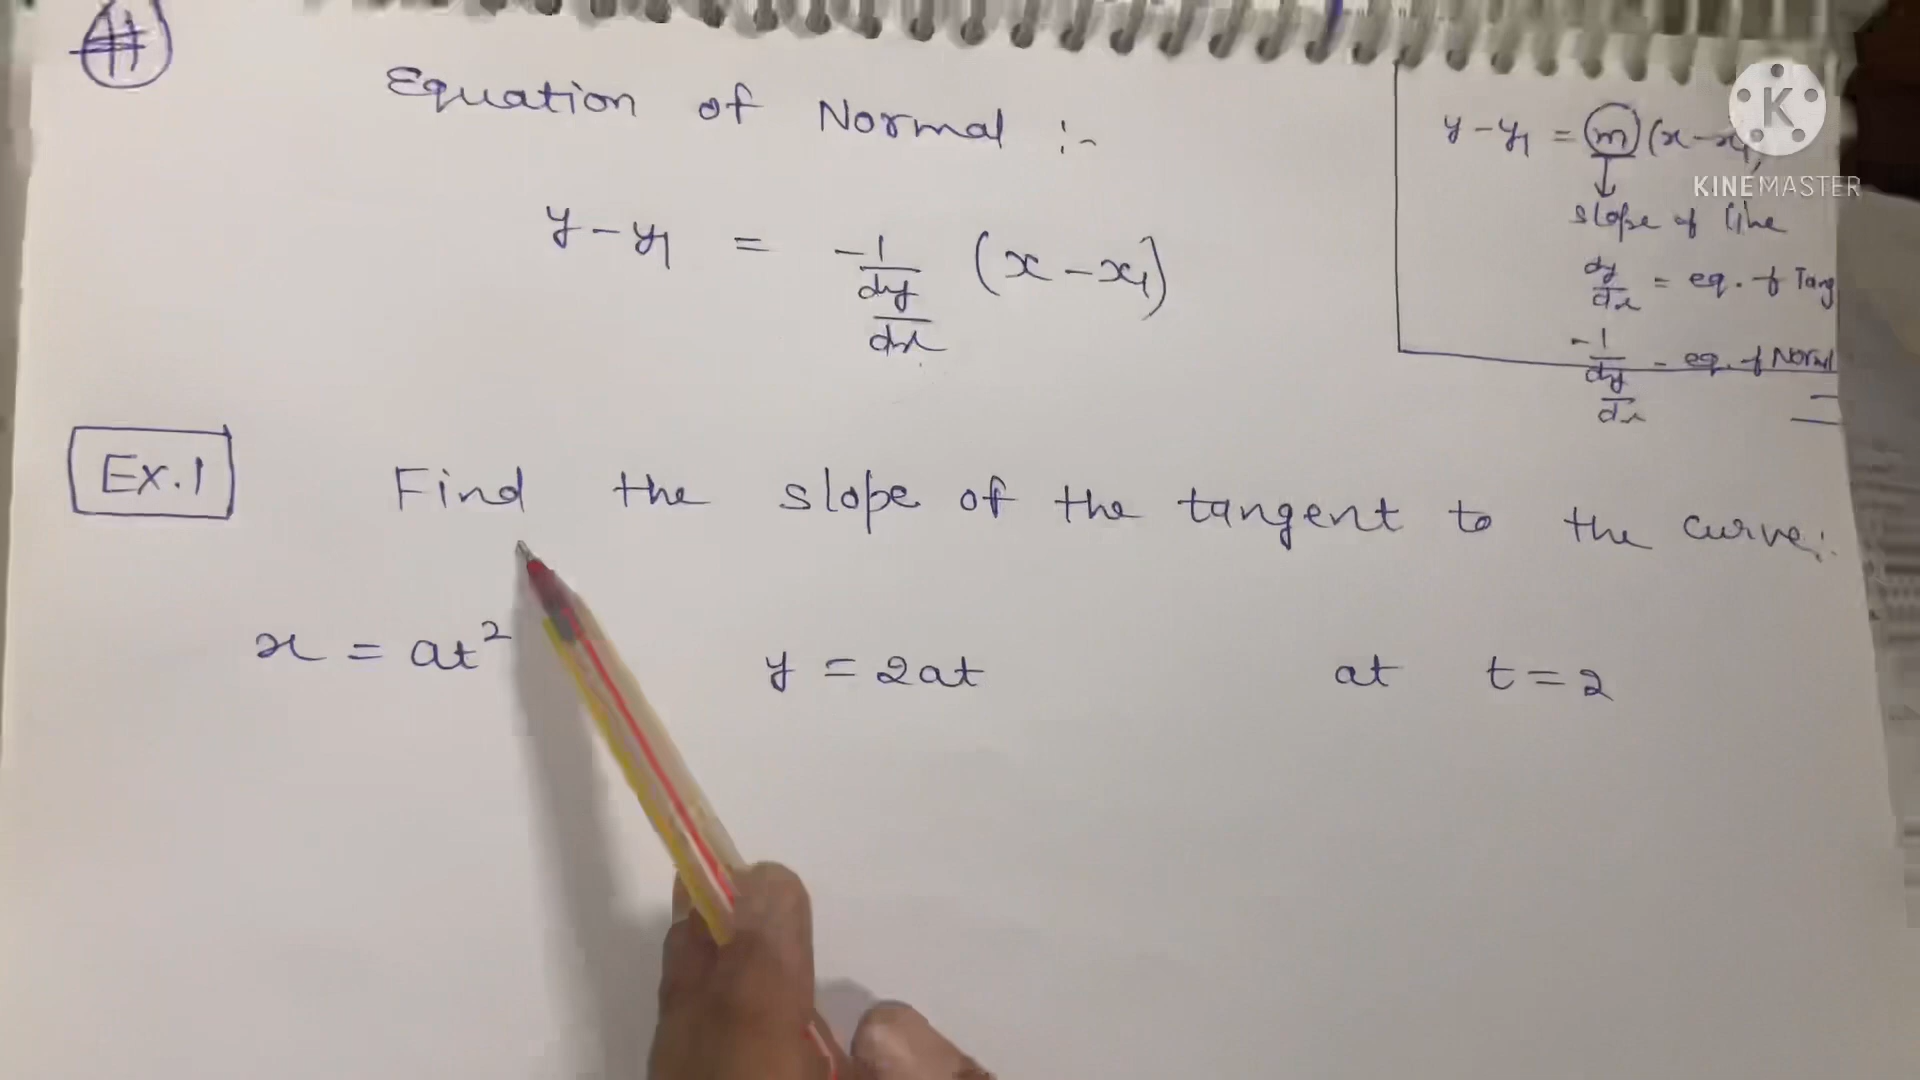 #
Equation of Normal :-
y - y1 = -1/(dy/dx) (x - x1)
y - y1 = m (x - x1)
↓
slope of line
dy/dx = eq. of Tang
-1/(dy/dx) - eq. of Norml
K
KINEMASTER
Ex.1 Find the slope of the tangent to the curve:
x = at² y = 2at at t = 2